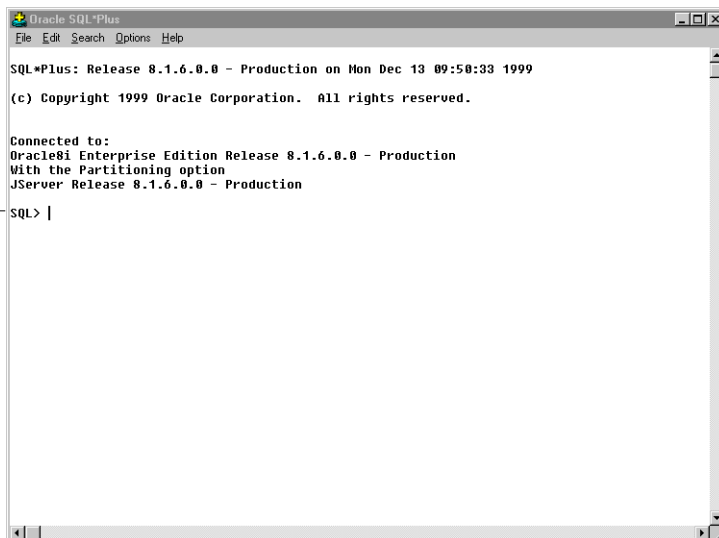 Oracle SQL*Plus
File Edit Search Options Help
SQL*Plus: Release 8.1.6.0.0 - Production on Mon Dec 13 09:50:33 1999
(c) Copyright 1999 Oracle Corporation.  All rights reserved.
Connected to:
Oracle8i Enterprise Edition Release 8.1.6.0.0 - Production
With the Partitioning option
JServer Release 8.1.6.0.0 - Production
SQL>